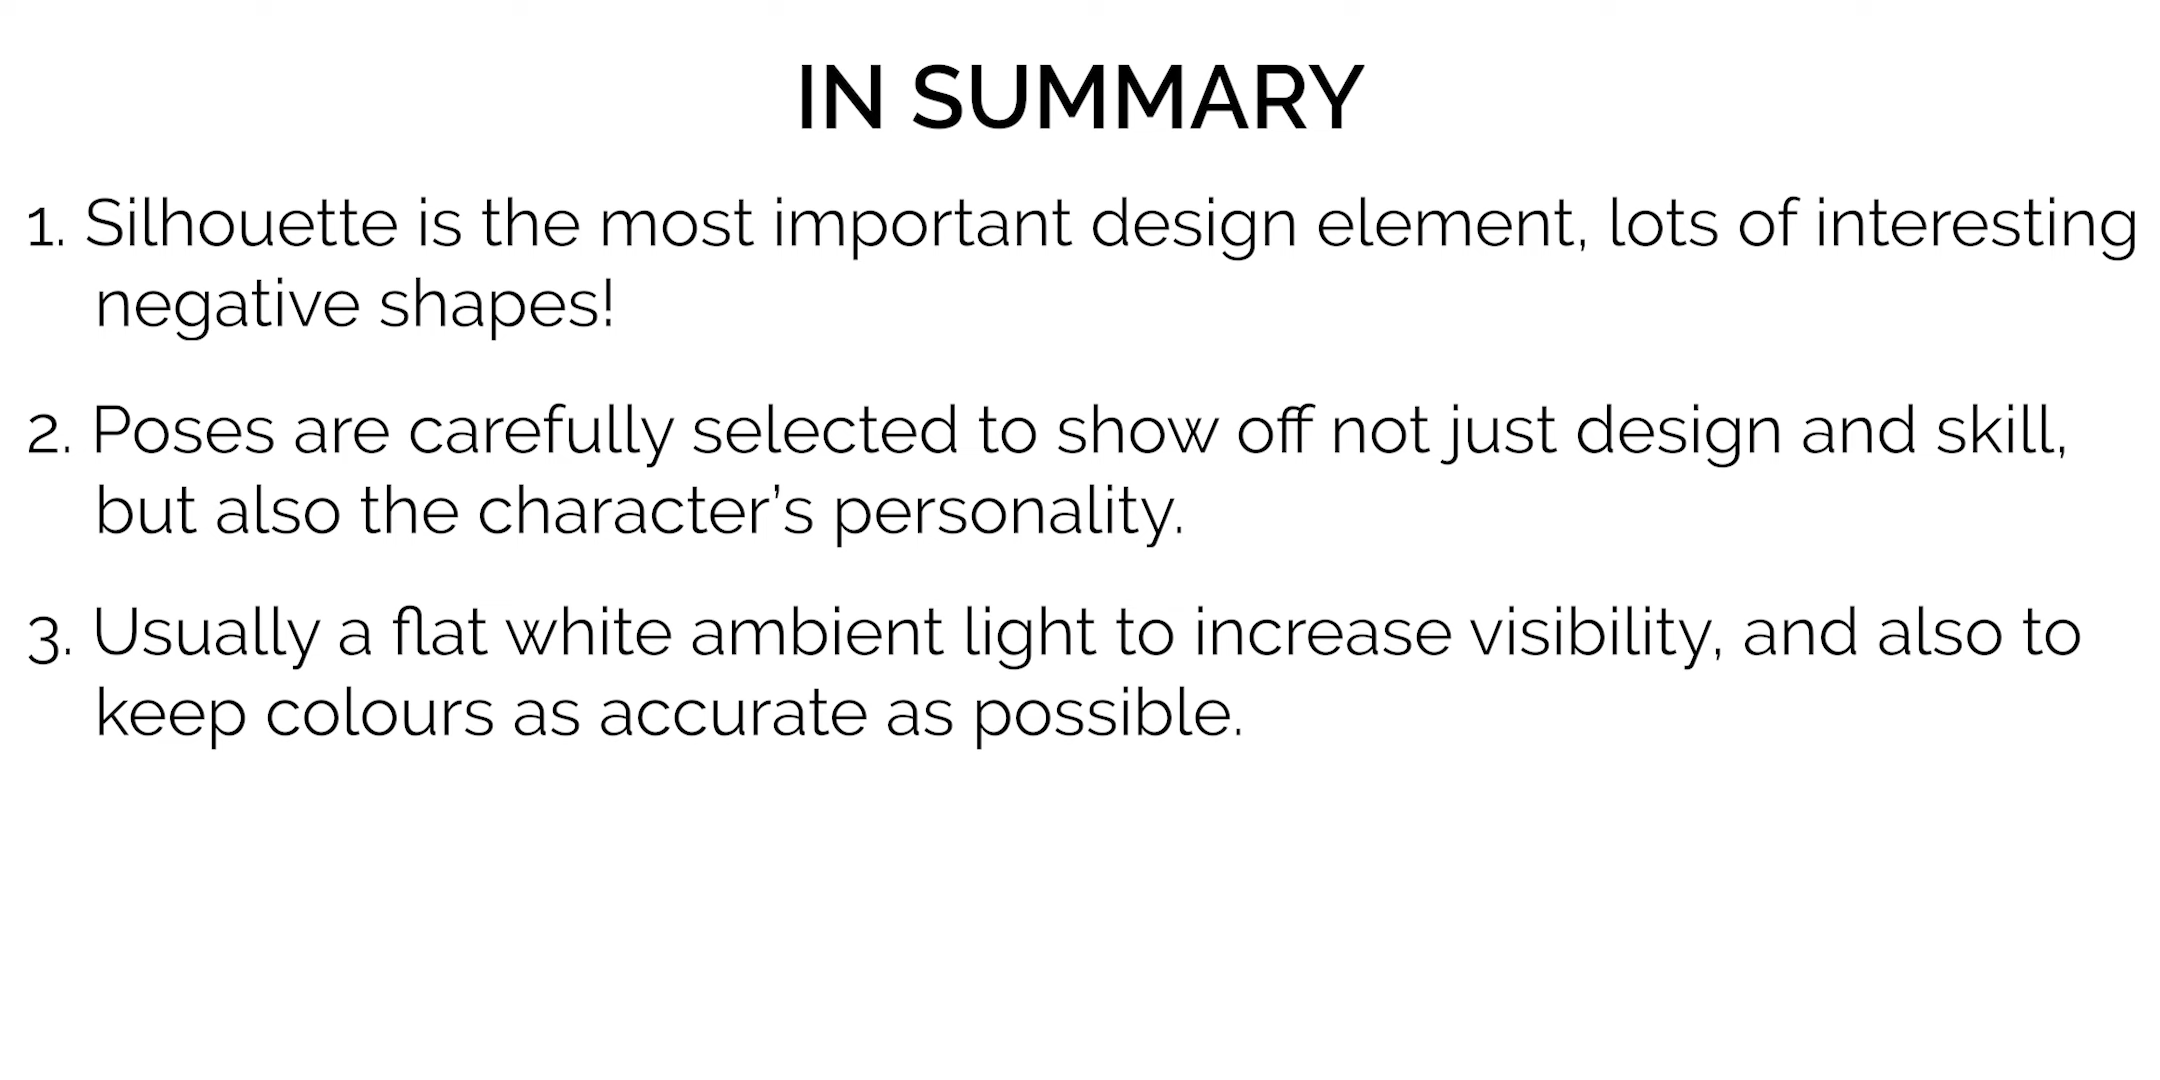 IN SUMMARY
1. Silhouette is the most important design element, lots of interesting
negative shapes!
2. Poses are carefully selected to show off not just design and skill,
but also the character’s personality.
3. Usually a flat white ambient light to increase visibility, and also to
keep colours as accurate as possible.